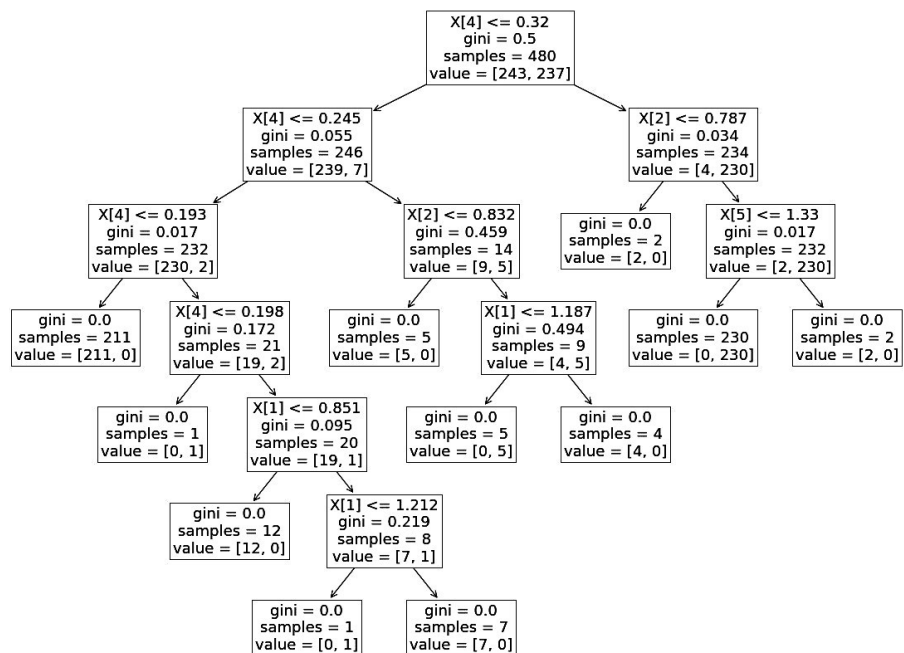 X[4] <= 0.32
gini = 0.5
samples = 480
value = [243, 237]
X[4] <= 0.245
gini = 0.055
samples = 246
value = [239, 7]
X[2] <= 0.787
gini = 0.034
samples = 234
value = [4, 230]
X[4] <= 0.193
gini = 0.017
samples = 232
value = [230, 2]
X[2] <= 0.832
gini = 0.459
samples = 14
value = [9, 5]
gini = 0.0
samples = 2
value = [2, 0]
X[5] <= 1.33
gini = 0.017
samples = 232
value = [2, 230]
gini = 0.0
samples = 211
value = [211, 0]
X[4] <= 0.198
gini = 0.172
samples = 21
value = [19, 2]
gini = 0.0
samples = 5
value = [5, 0]
X[1] <= 1.187
gini = 0.494
samples = 9
value = [4, 5]
gini = 0.0
samples = 230
value = [0, 230]
gini = 0.0
samples = 2
value = [2, 0]
gini = 0.0
samples = 1
value = [0, 1]
X[1] <= 0.851
gini = 0.095
samples = 20
value = [19, 1]
gini = 0.0
samples = 5
value = [0, 5]
gini = 0.0
samples = 4
value = [4, 0]
gini = 0.0
samples = 12
value = [12, 0]
X[1] <= 1.212
gini = 0.219
samples = 8
value = [7, 1]
gini = 0.0
samples = 1
value = [0, 1]
gini = 0.0
samples = 7
value = [7, 0]